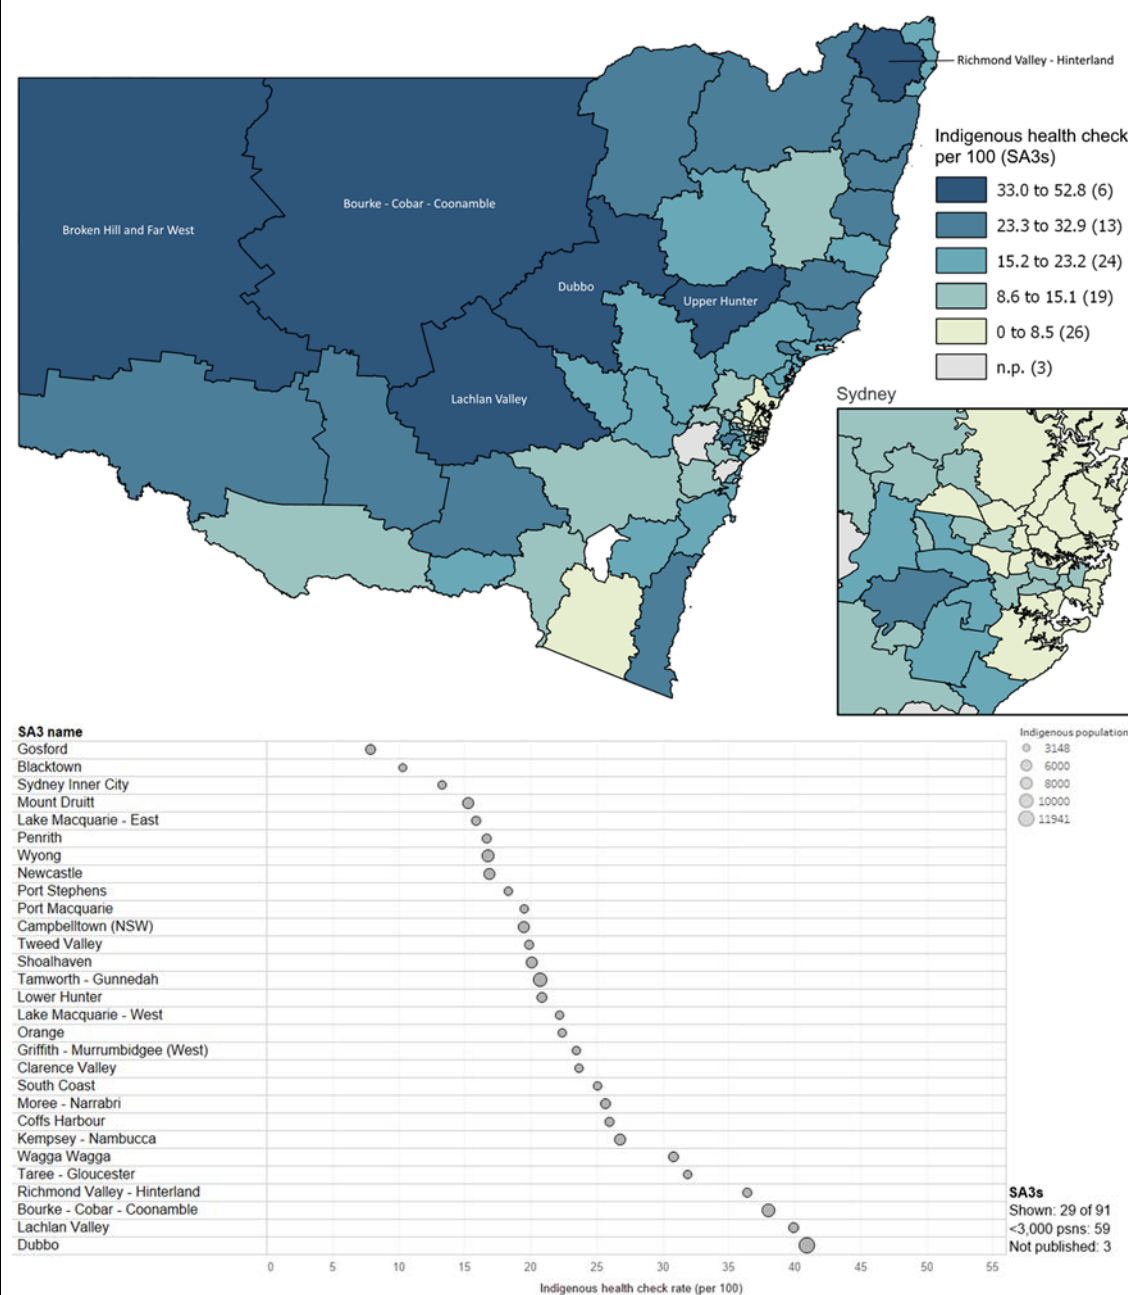 Richmond Valley - Hinterland
Indigenous health check
per 100 (SA3s)
33.0 to 52.8 (6)
23.3 to 32.9 (13)
15.2 to 23.2 (24)
8.6 to 15.1 (19)
0 to 8.5 (26)
n.p. (3)
Broken Hill and Far West
Bourke - Cobar - Coonamble
Dubbo
Upper Hunter
Lachlan Valley
Sydney
SA3 name
Gosford
Blacktown
Sydney Inner City
Mount Druitt
Lake Macquarie - East
Penrith
Wyong
Newcastle
Port Stephens
Port Macquarie
Campbelltown (NSW)
Tweed Valley
Shoalhaven
Tamworth - Gunnedah
Lower Hunter
Lake Macquarie - West
Orange
Griffith - Murrumbidgee (West)
Clarence Valley
South Coast
Moree - Narrabri
Coffs Harbour
Kempsey - Nambucca
Wagga Wagga
Taree - Gloucester
Richmond Valley - Hinterland
Bourke - Cobar - Coonamble
Lachlan Valley
Dubbo
0 5 10 15 20 25 30 35 40 45 50 55
Indigenous health check rate (per 100)
Indigenous population
3148
6000
8000
10000
11941
SA3s
Shown: 29 of 91
<3,000 psns: 59
Not published: 3